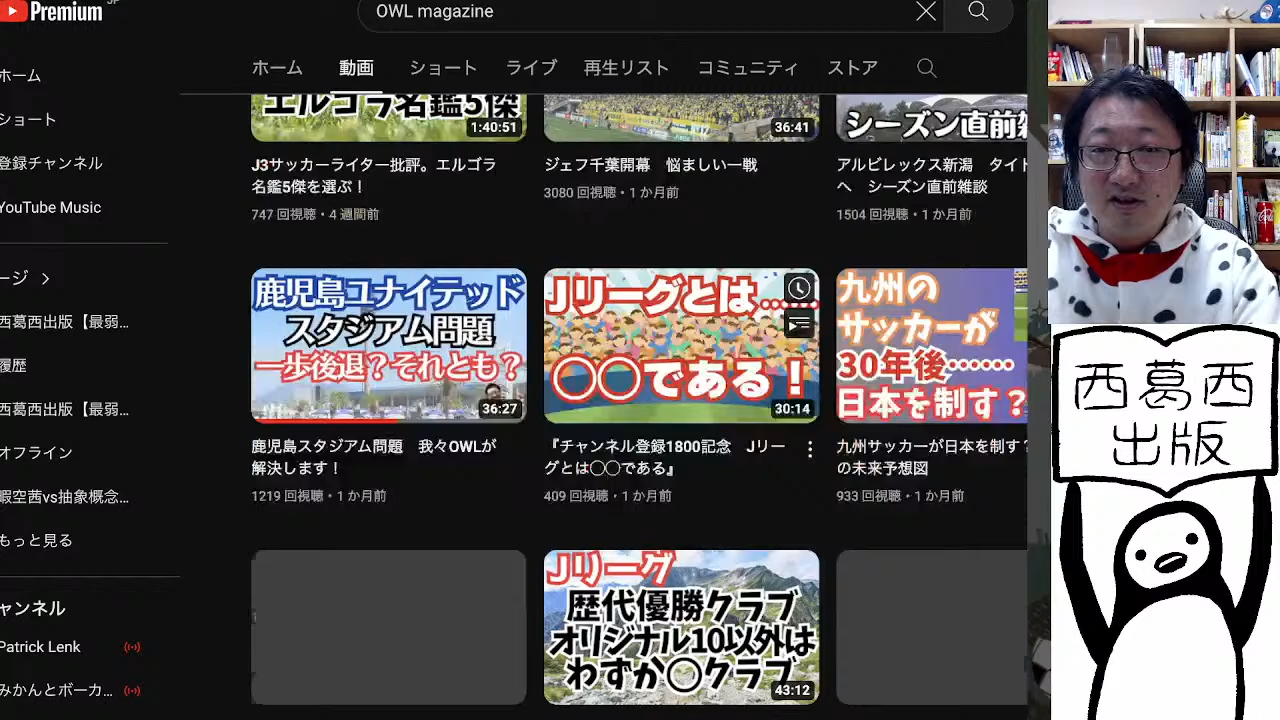 Premium
JP
OWL magazine
ホーム
動画
ショート
ライブ
再生リスト
コミュニティ
ストア
ホーム
ショート
登録チャンネル
YouTube Music
ージ
西葛西出版【最弱...
履歴
西葛西出版【最弱...
オフライン
暇空茜vs抽象概念...
もっと見る
ャンネル
Patrick Lenk
みかんとボーカ...
エルゴラ名鑑5傑
1:40:51
J3サッカーライター批評。エルゴラ
名鑑5傑を選ぶ！
747 回視聴・4 週間前
36:41
ジェフ千葉開幕　悩ましい一戦
3080 回視聴・1 か月前
シーズン直前雑
アルビレックス新潟　タイト
へ　シーズン直前雑談
1504 回視聴・1 か月前
鹿児島ユナイテッド
スタジアム問題
一歩後退？それとも？
36:27
鹿児島スタジアム問題　我々OWLが
解決します！
1219 回視聴・1 か月前
Jリーグとは……
〇〇である！
30:14
『チャンネル登録1800記念　Jリー
グとは〇〇である』
409 回視聴・1 か月前
九州の
サッカーが
30年後……
日本を制す？
九州サッカーが日本を制す？
の未来予想図
933 回視聴・1 か月前
Jリーグ
歴代優勝クラブ
オリジナル10以外は
わずか〇クラブ
43:12
西葛西
出版